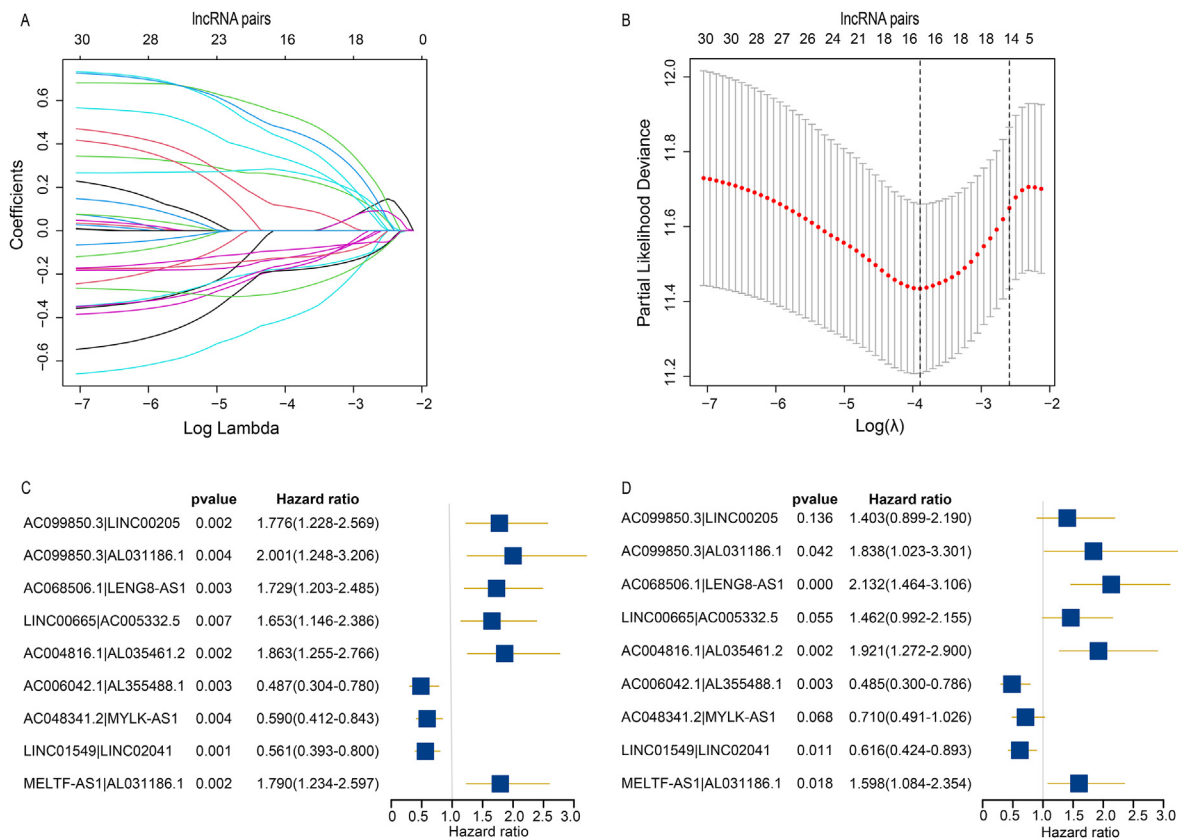 A
lncRNA pairs
30 28 23 16 18 0
Coefficients
0.6
0.4
0.2
0.0
−0.2
−0.4
−0.6
−7 −6 −5 −4 −3 −2
Log Lambda
B
lncRNA pairs
30 30 28 27 26 24 21 18 16 16 18 18 14 5
Partial Likelihood Deviance
12.0
11.8
11.6
11.4
11.2
−7 −6 −5 −4 −3 −2
Log(λ)
C
pvalue Hazard ratio
AC099850.3|LINC00205 0.002 1.776(1.228-2.569)
AC099850.3|AL031186.1 0.004 2.001(1.248-3.206)
AC068506.1|LENG8-AS1 0.003 1.729(1.203-2.485)
LINC00665|AC005332.5 0.007 1.653(1.146-2.386)
AC004816.1|AL035461.2 0.002 1.863(1.255-2.766)
AC006042.1|AL355488.1 0.003 0.487(0.304-0.780)
AC048341.2|MYLK-AS1 0.004 0.590(0.412-0.843)
LINC01549|LINC02041 0.001 0.561(0.393-0.800)
MELTF-AS1|AL031186.1 0.002 1.790(1.234-2.597)
0.0 0.5 1.0 1.5 2.0 2.5 3.0
Hazard ratio
D
pvalue Hazard ratio
AC099850.3|LINC00205 0.136 1.403(0.899-2.190)
AC099850.3|AL031186.1 0.042 1.838(1.023-3.301)
AC068506.1|LENG8-AS1 0.000 2.132(1.464-3.106)
LINC00665|AC005332.5 0.055 1.462(0.992-2.155)
AC004816.1|AL035461.2 0.002 1.921(1.272-2.900)
AC006042.1|AL355488.1 0.003 0.485(0.300-0.786)
AC048341.2|MYLK-AS1 0.068 0.710(0.491-1.026)
LINC01549|LINC02041 0.011 0.616(0.424-0.893)
MELTF-AS1|AL031186.1 0.018 1.598(1.084-2.354)
0.0 0.5 1.0 1.5 2.0 2.5 3.0
Hazard ratio